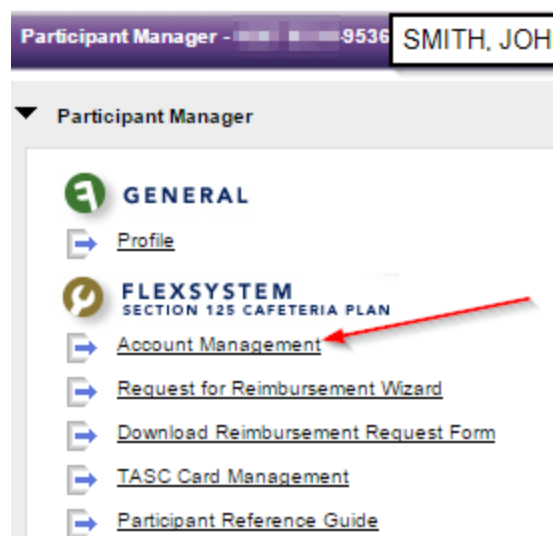 Participant Manager - -9536 SMITH, JOH
Participant Manager
GENERAL
Profile
FLEXSYSTEM
SECTION 125 CAFETERIA PLAN
Account Management
Request for Reimbursement Wizard
Download Reimbursement Request Form
TASC Card Management
Participant Reference Guide